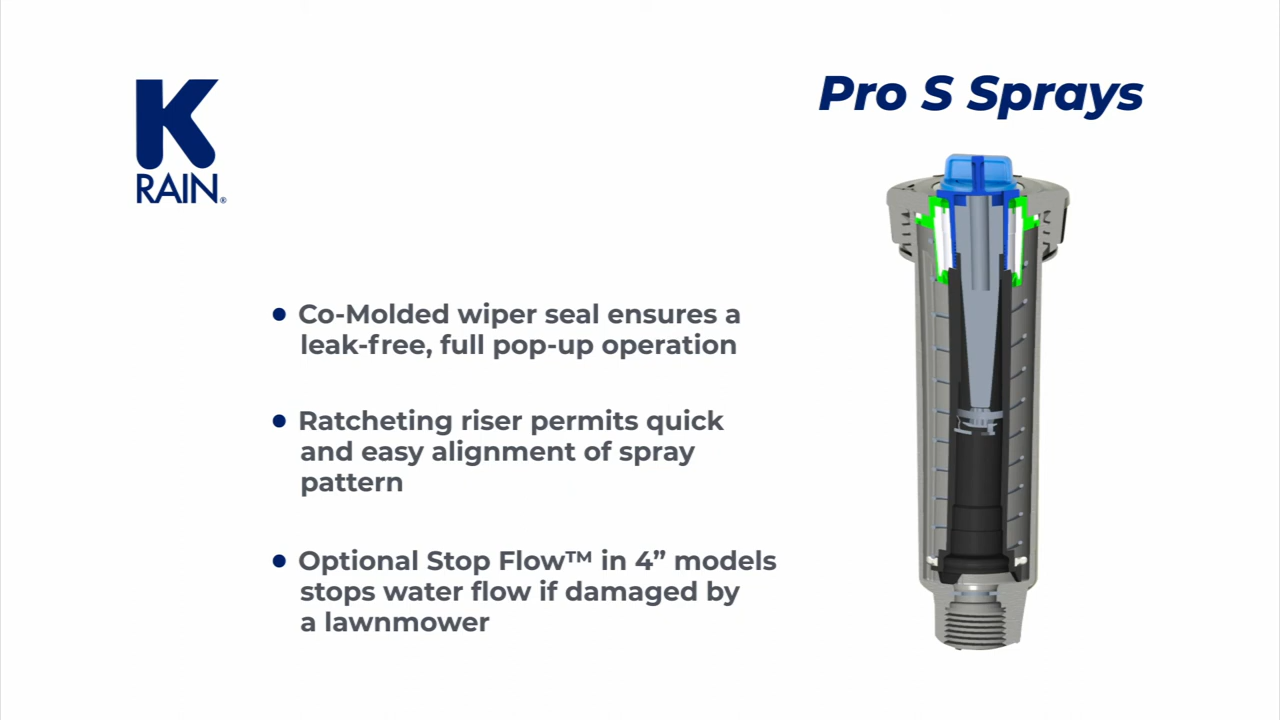 K
RAIN®
Pro S Sprays
• Co-Molded wiper seal ensures a
leak-free, full pop-up operation
• Ratcheting riser permits quick
and easy alignment of spray
pattern
• Optional Stop Flow™ in 4” models
stops water flow if damaged by
a lawnmower